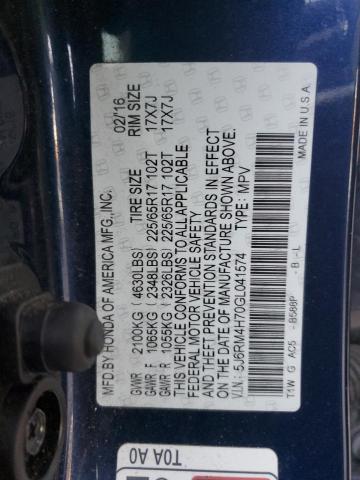 MFD. BY HONDA OF AMERICA MFG., INC. 02/16
TIRE SIZE RIM SIZE
GVWR 2100KG (4630LBS)
GAWR F 1065KG (2348LBS) 225/65R17 102T 17X7J
GAWR R 1055KG (2326LBS) 225/65R17 102T 17X7J
THIS VEHICLE CONFORMS TO ALL APPLICABLE
FEDERAL MOTOR VEHICLE SAFETY
AND THEFT PREVENTION STANDARDS IN EFFECT
ON THE DATE OF MANUFACTURE SHOWN ABOVE.
V.I.N.: 5J6RM4H70GL041574 TYPE: MPV
T1W G AC5 -B588P -B -L
MADE IN U.S.A.
T0A A0